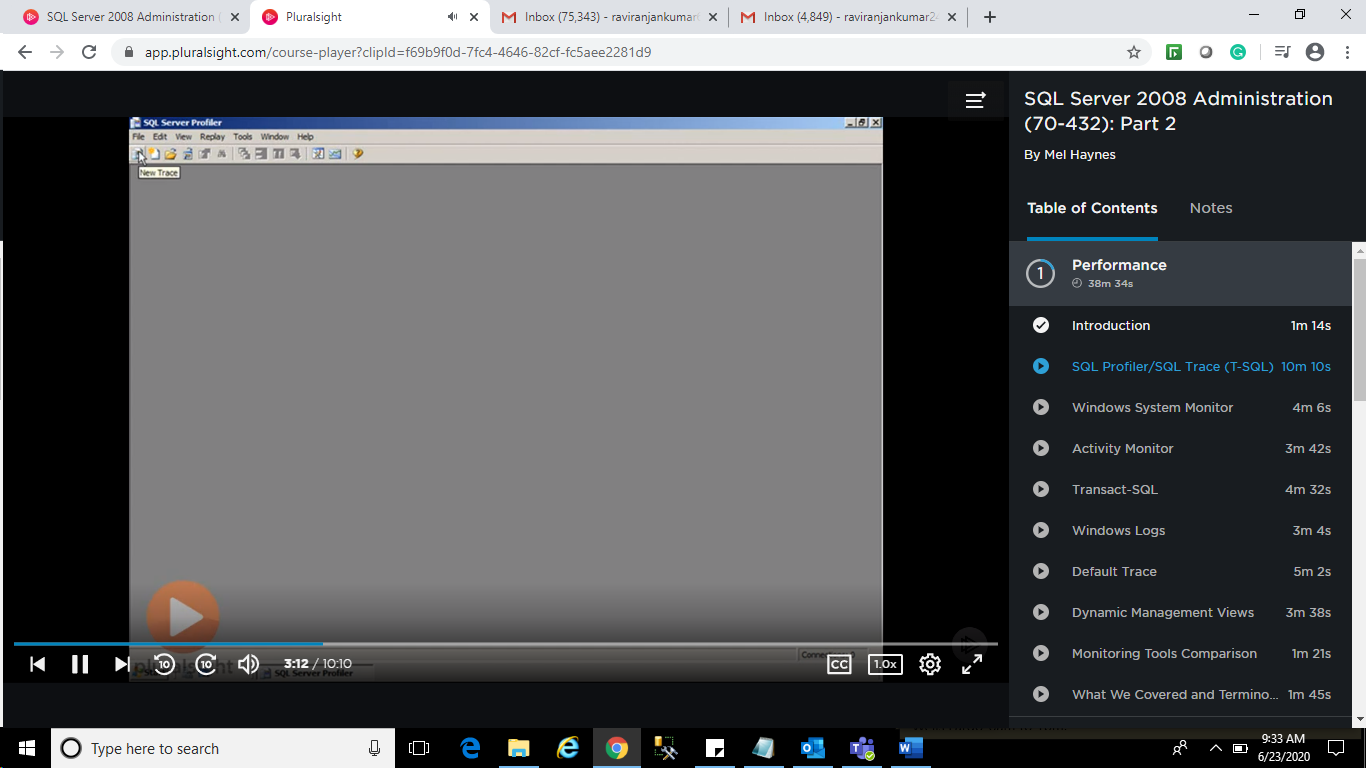 SQL Server 2008 Administration (
Pluralsight
Inbox (75,343) - raviranjankumar
Inbox (4,849) - raviranjankumar2
app.pluralsight.com/course-player?clipId=f69b9f0d-7fc4-4646-82cf-fc5aee2281d9
SQL Server Profiler
File Edit View Replay Tools Window Help
New Trace
10 10 3:12 / 10:10 CC 1.0x
SQL Server Profiler
SQL Server 2008 Administration
(70-432): Part 2
By Mel Haynes
Table of Contents Notes
1 Performance
38m 34s
Introduction 1m 14s
SQL Profiler/SQL Trace (T-SQL) 10m 10s
Windows System Monitor 4m 6s
Activity Monitor 3m 42s
Transact-SQL 4m 32s
Windows Logs 3m 4s
Default Trace 5m 2s
Dynamic Management Views 3m 38s
Monitoring Tools Comparison 1m 21s
What We Covered and Termino... 1m 45s
Type here to search
9:33 AM
6/23/2020